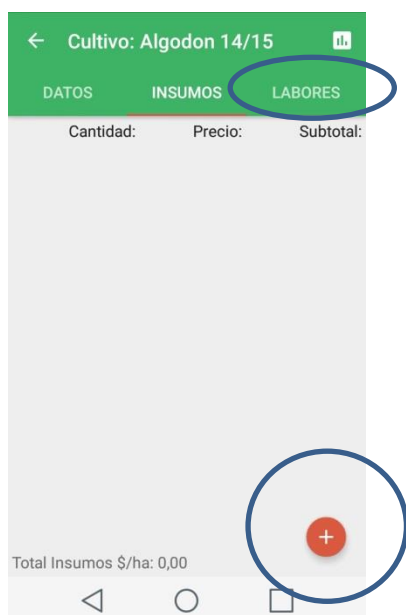 Cultivo: Algodon 14/15
DATOS INSUMOS LABORES
Cantidad: Precio: Subtotal:
Total Insumos $/ha: 0,00